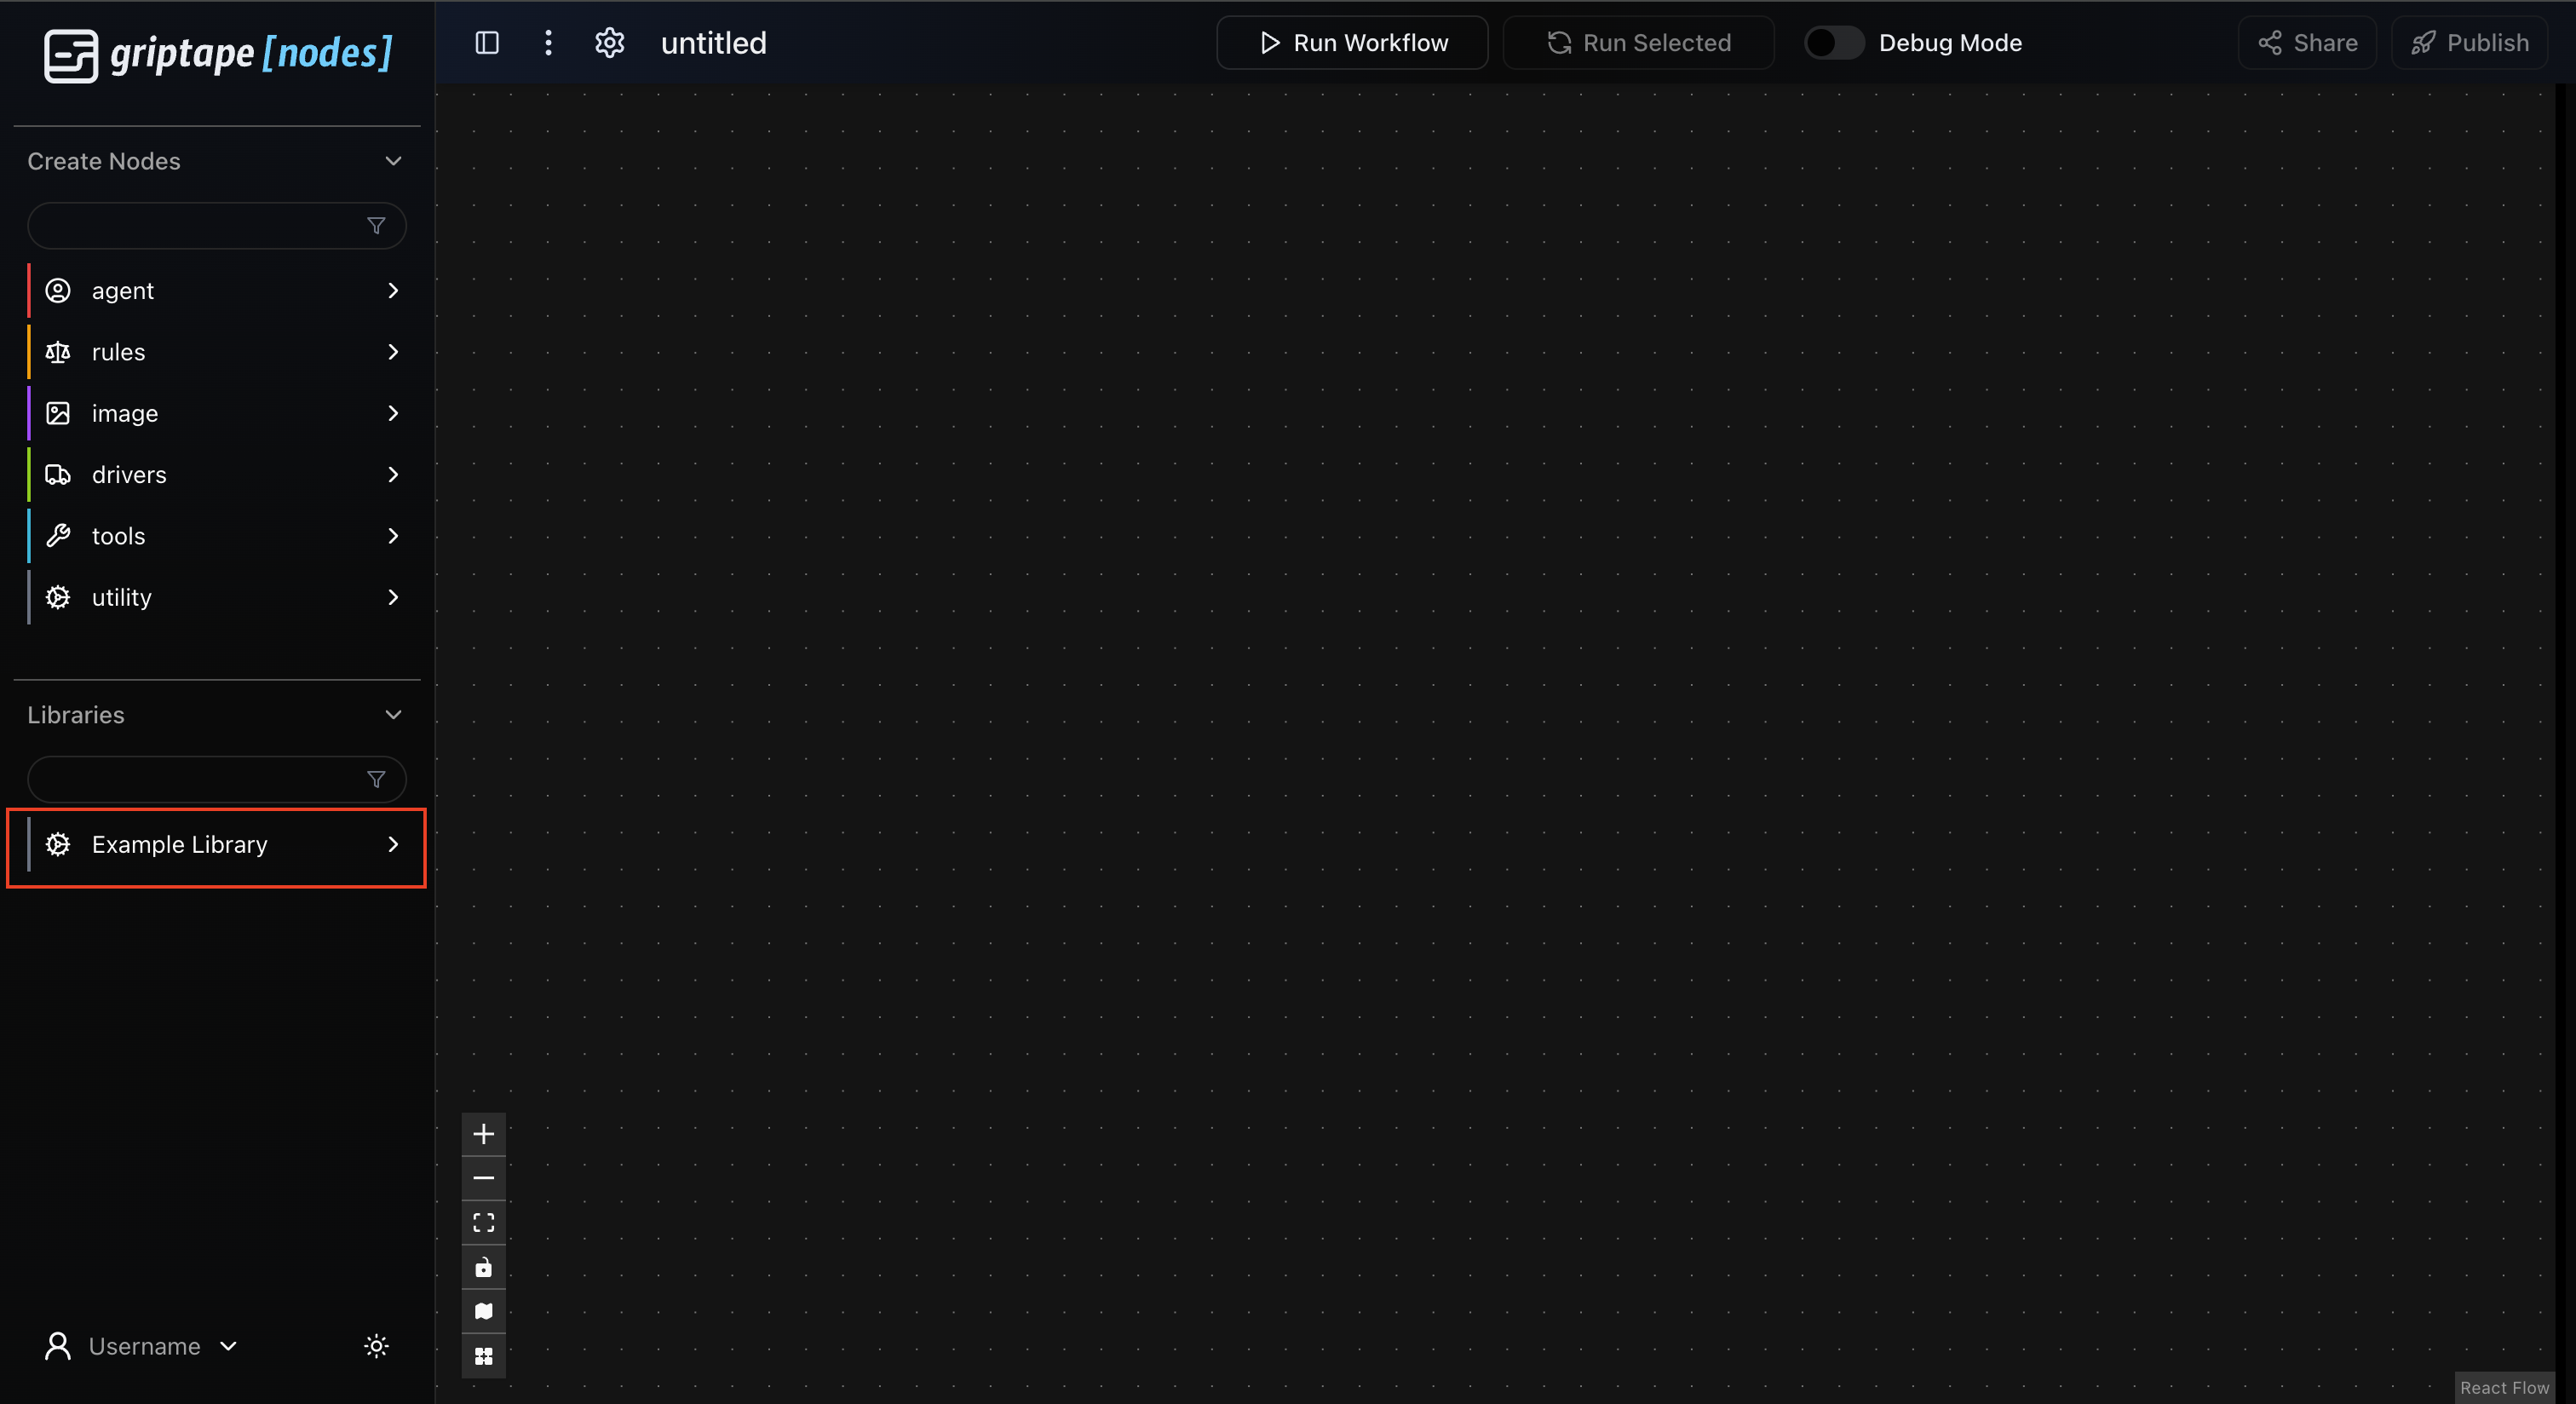 griptape [nodes]
untitled
Run Workflow
Run Selected
Debug Mode
Share
Publish
Create Nodes
agent
rules
image
drivers
tools
utility
Libraries
Example Library
Username
React Flow